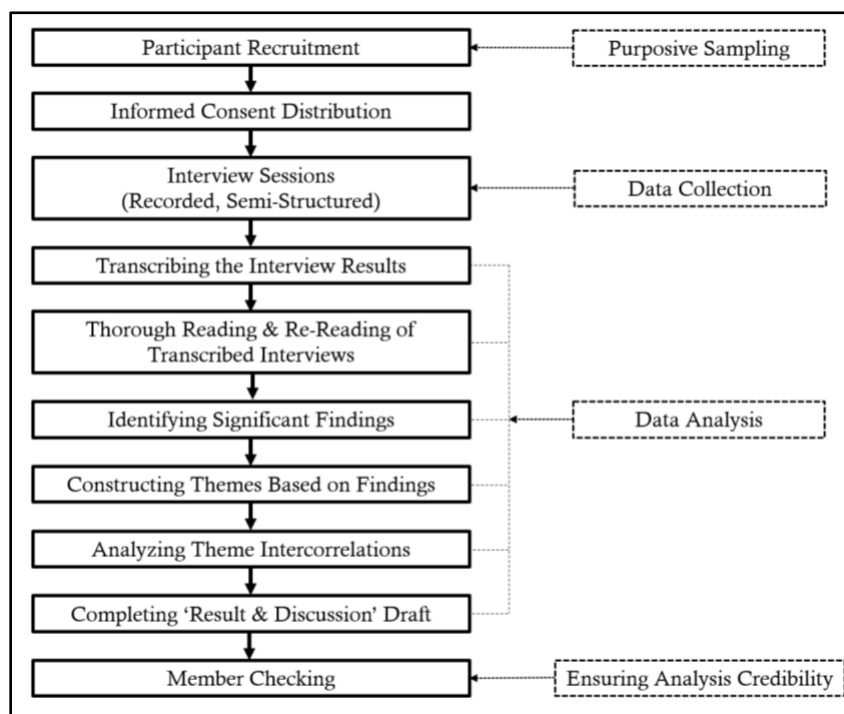 Participant Recruitment
Purposive Sampling
Informed Consent Distribution
Interview Sessions
(Recorded, Semi-Structured)
Data Collection
Transcribing the Interview Results
Thorough Reading & Re-Reading of
Transcribed Interviews
Identifying Significant Findings
Data Analysis
Constructing Themes Based on Findings
Analyzing Theme Intercorrelations
Completing ‘Result & Discussion’ Draft
Member Checking
Ensuring Analysis Credibility